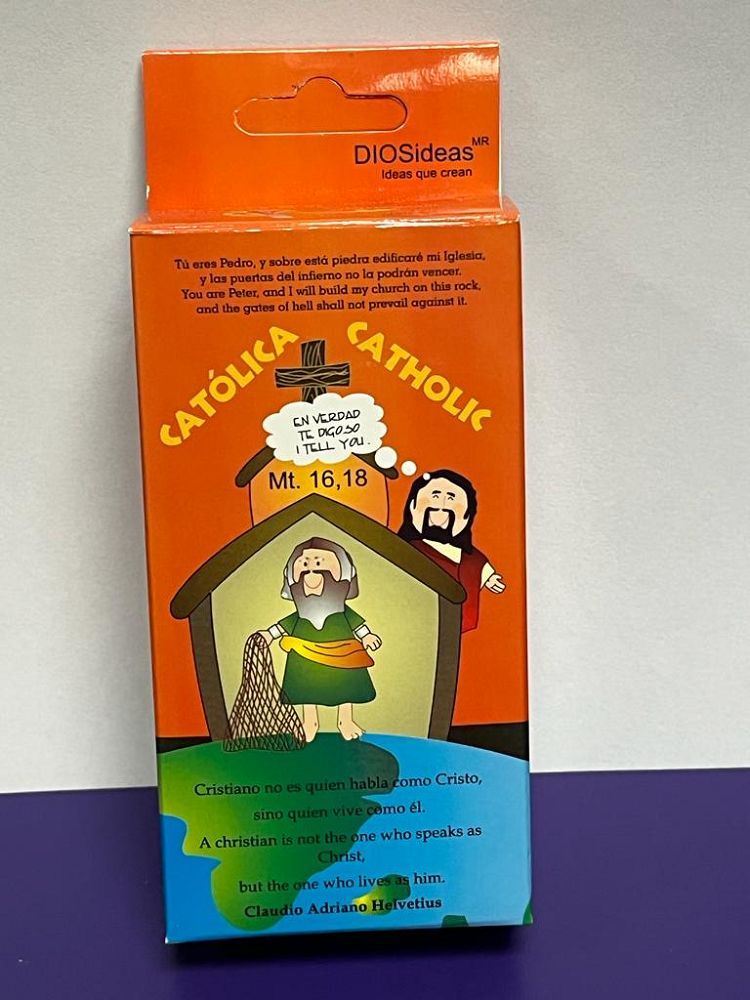 DIOSideas MR
Ideas que crean
Tú eres Pedro, y sobre está piedra edificaré mi Iglesia,
y las puertas del infierno no la podrán vencer.
You are Peter, and I will build my church on this rock,
and the gates of hell shall not prevail against it.
CATÓLICA CATHOLIC
EN VERDAD
TE DIGO.SO
I TELL YOU.
Mt. 16,18
Cristiano no es quien habla como Cristo,
sino quien vive como él.
A christian is not the one who speaks as
Christ,
but the one who lives as him.
Claudio Adriano Helvetius